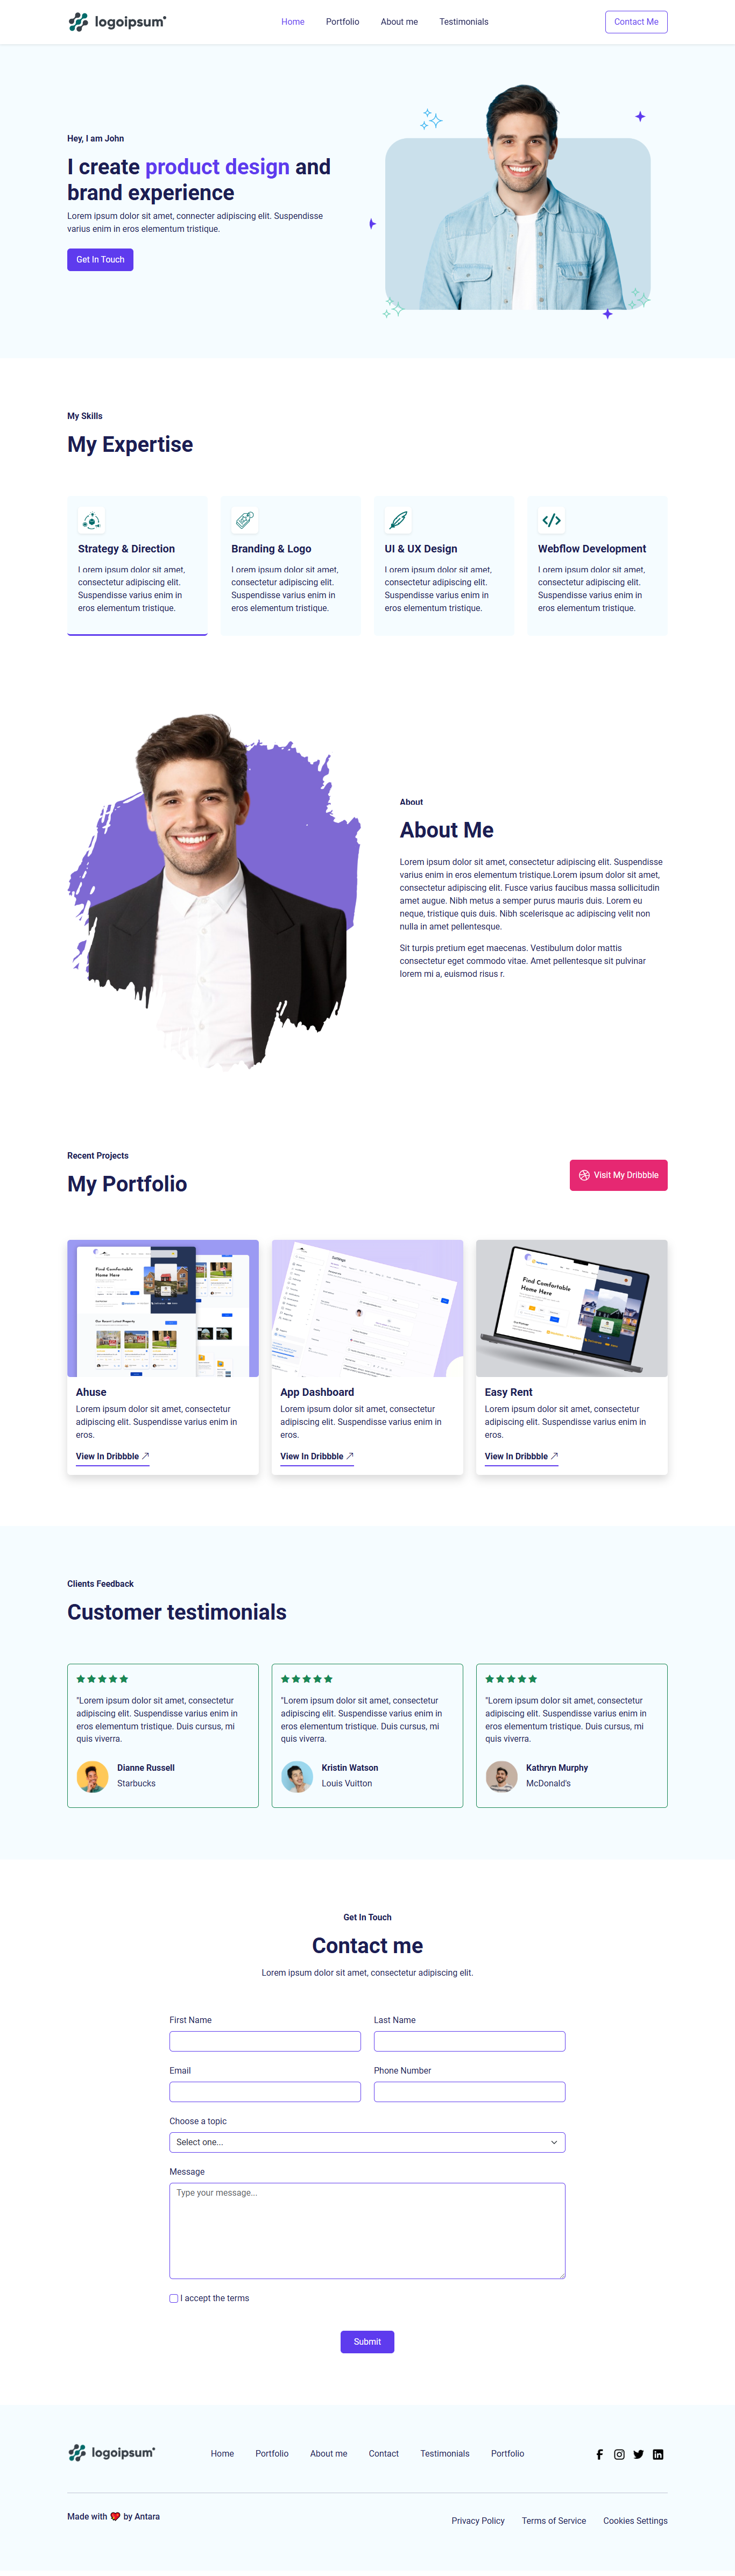 logoipsum
Home
Portfolio
About me
Testimonials
Contact Me
Hey, I am John
I create product design and
brand experience
Lorem ipsum dolor sit amet, connecter adipiscing elit. Suspendisse
varius enim in eros elementum tristique.
Get In Touch
My Skills
My Expertise
Strategy & Direction
Lorem ipsum dolor sit amet,
consectetur adipiscing elit.
Suspendisse varius enim in
eros elementum tristique.
Branding & Logo
Lorem ipsum dolor sit amet,
consectetur adipiscing elit.
Suspendisse varius enim in
eros elementum tristique.
UI & UX Design
Lorem ipsum dolor sit amet,
consectetur adipiscing elit.
Suspendisse varius enim in
eros elementum tristique.
Webflow Development
Lorem ipsum dolor sit amet,
consectetur adipiscing elit.
Suspendisse varius enim in
eros elementum tristique.
About
About Me
Lorem ipsum dolor sit amet, consectetur adipiscing elit. Suspendisse
varius enim in eros elementum tristique.Lorem ipsum dolor sit amet,
consectetur adipiscing elit. Fusce varius faucibus massa sollicitudin
amet augue. Nibh metus a semper purus mauris duis. Lorem eu
neque, tristique quis duis. Nibh scelerisque ac adipiscing velit non
nulla in amet pellentesque.
Sit turpis pretium eget maecenas. Vestibulum dolor mattis
consectetur eget commodo vitae. Amet pellentesque sit pulvinar
lorem mi a, euismod risus r.
Recent Projects
My Portfolio
Visit My Dribbble
Find Comfortable
Home Here
Our Recent Latest Property
Settings
Find Comfortable
Home Here
Ahuse
Lorem ipsum dolor sit amet, consectetur
adipiscing elit. Suspendisse varius enim in
eros.
View In Dribbble
App Dashboard
Lorem ipsum dolor sit amet, consectetur
adipiscing elit. Suspendisse varius enim in
eros.
View In Dribbble
Easy Rent
Lorem ipsum dolor sit amet, consectetur
adipiscing elit. Suspendisse varius enim in
eros.
View In Dribbble
Clients Feedback
Customer testimonials
"Lorem ipsum dolor sit amet, consectetur
adipiscing elit. Suspendisse varius enim in
eros elementum tristique. Duis cursus, mi
quis viverra.
Dianne Russell
Starbucks
"Lorem ipsum dolor sit amet, consectetur
adipiscing elit. Suspendisse varius enim in
eros elementum tristique. Duis cursus, mi
quis viverra.
Kristin Watson
Louis Vuitton
"Lorem ipsum dolor sit amet, consectetur
adipiscing elit. Suspendisse varius enim in
eros elementum tristique. Duis cursus, mi
quis viverra.
Kathryn Murphy
McDonald's
Get In Touch
Contact me
Lorem ipsum dolor sit amet, consectetur adipiscing elit.
First Name
Last Name
Email
Phone Number
Choose a topic
Select one...
Message
Type your message...
I accept the terms
Submit
logoipsum
Home
Portfolio
About me
Contact
Testimonials
Portfolio
Made with ❤ by Antara
Privacy Policy
Terms of Service
Cookies Settings